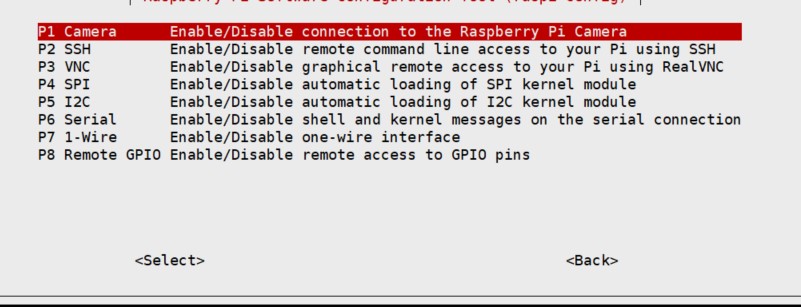 Raspberry Pi Software Configuration Tool (raspi-config)
P1 Camera Enable/Disable connection to the Raspberry Pi Camera
P2 SSH Enable/Disable remote command line access to your Pi using SSH
P3 VNC Enable/Disable graphical remote access to your Pi using RealVNC
P4 SPI Enable/Disable automatic loading of SPI kernel module
P5 I2C Enable/Disable automatic loading of I2C kernel module
P6 Serial Enable/Disable shell and kernel messages on the serial connection
P7 1-Wire Enable/Disable one-wire interface
P8 Remote GPIO Enable/Disable remote access to GPIO pins
<Select> <Back>